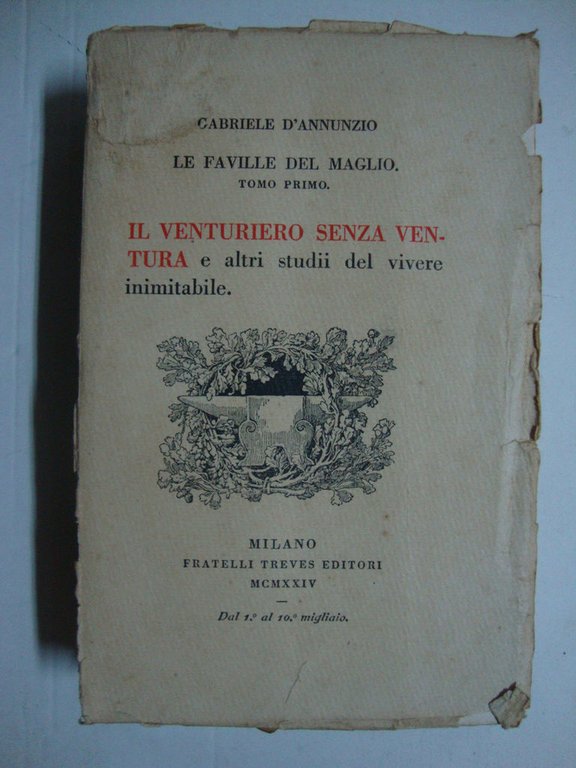 GABRIELE D'ANNUNZIO
LE FAVILLE DEL MAGLIO.
TOMO PRIMO.
IL VENTURIERO SENZA VEN-
TURA e altri studii del vivere
inimitabile.
MILANO
FRATELLI TREVES EDITORI
MCMXXIV
—
Dal 1.º al 10.º migliaio.